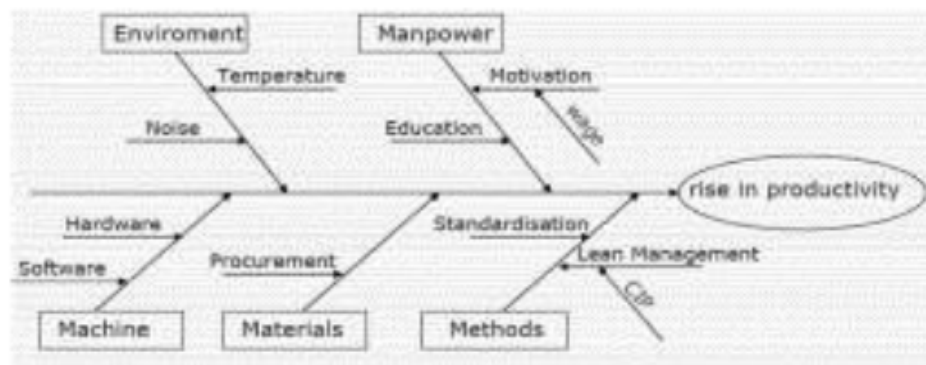 Enviroment
Manpower
Temperature
Motivation
Noise
Education
wage
rise in productivity
Hardware
Standardisation
Software
Procurement
Lean Management
CIP
Machine
Materials
Methods